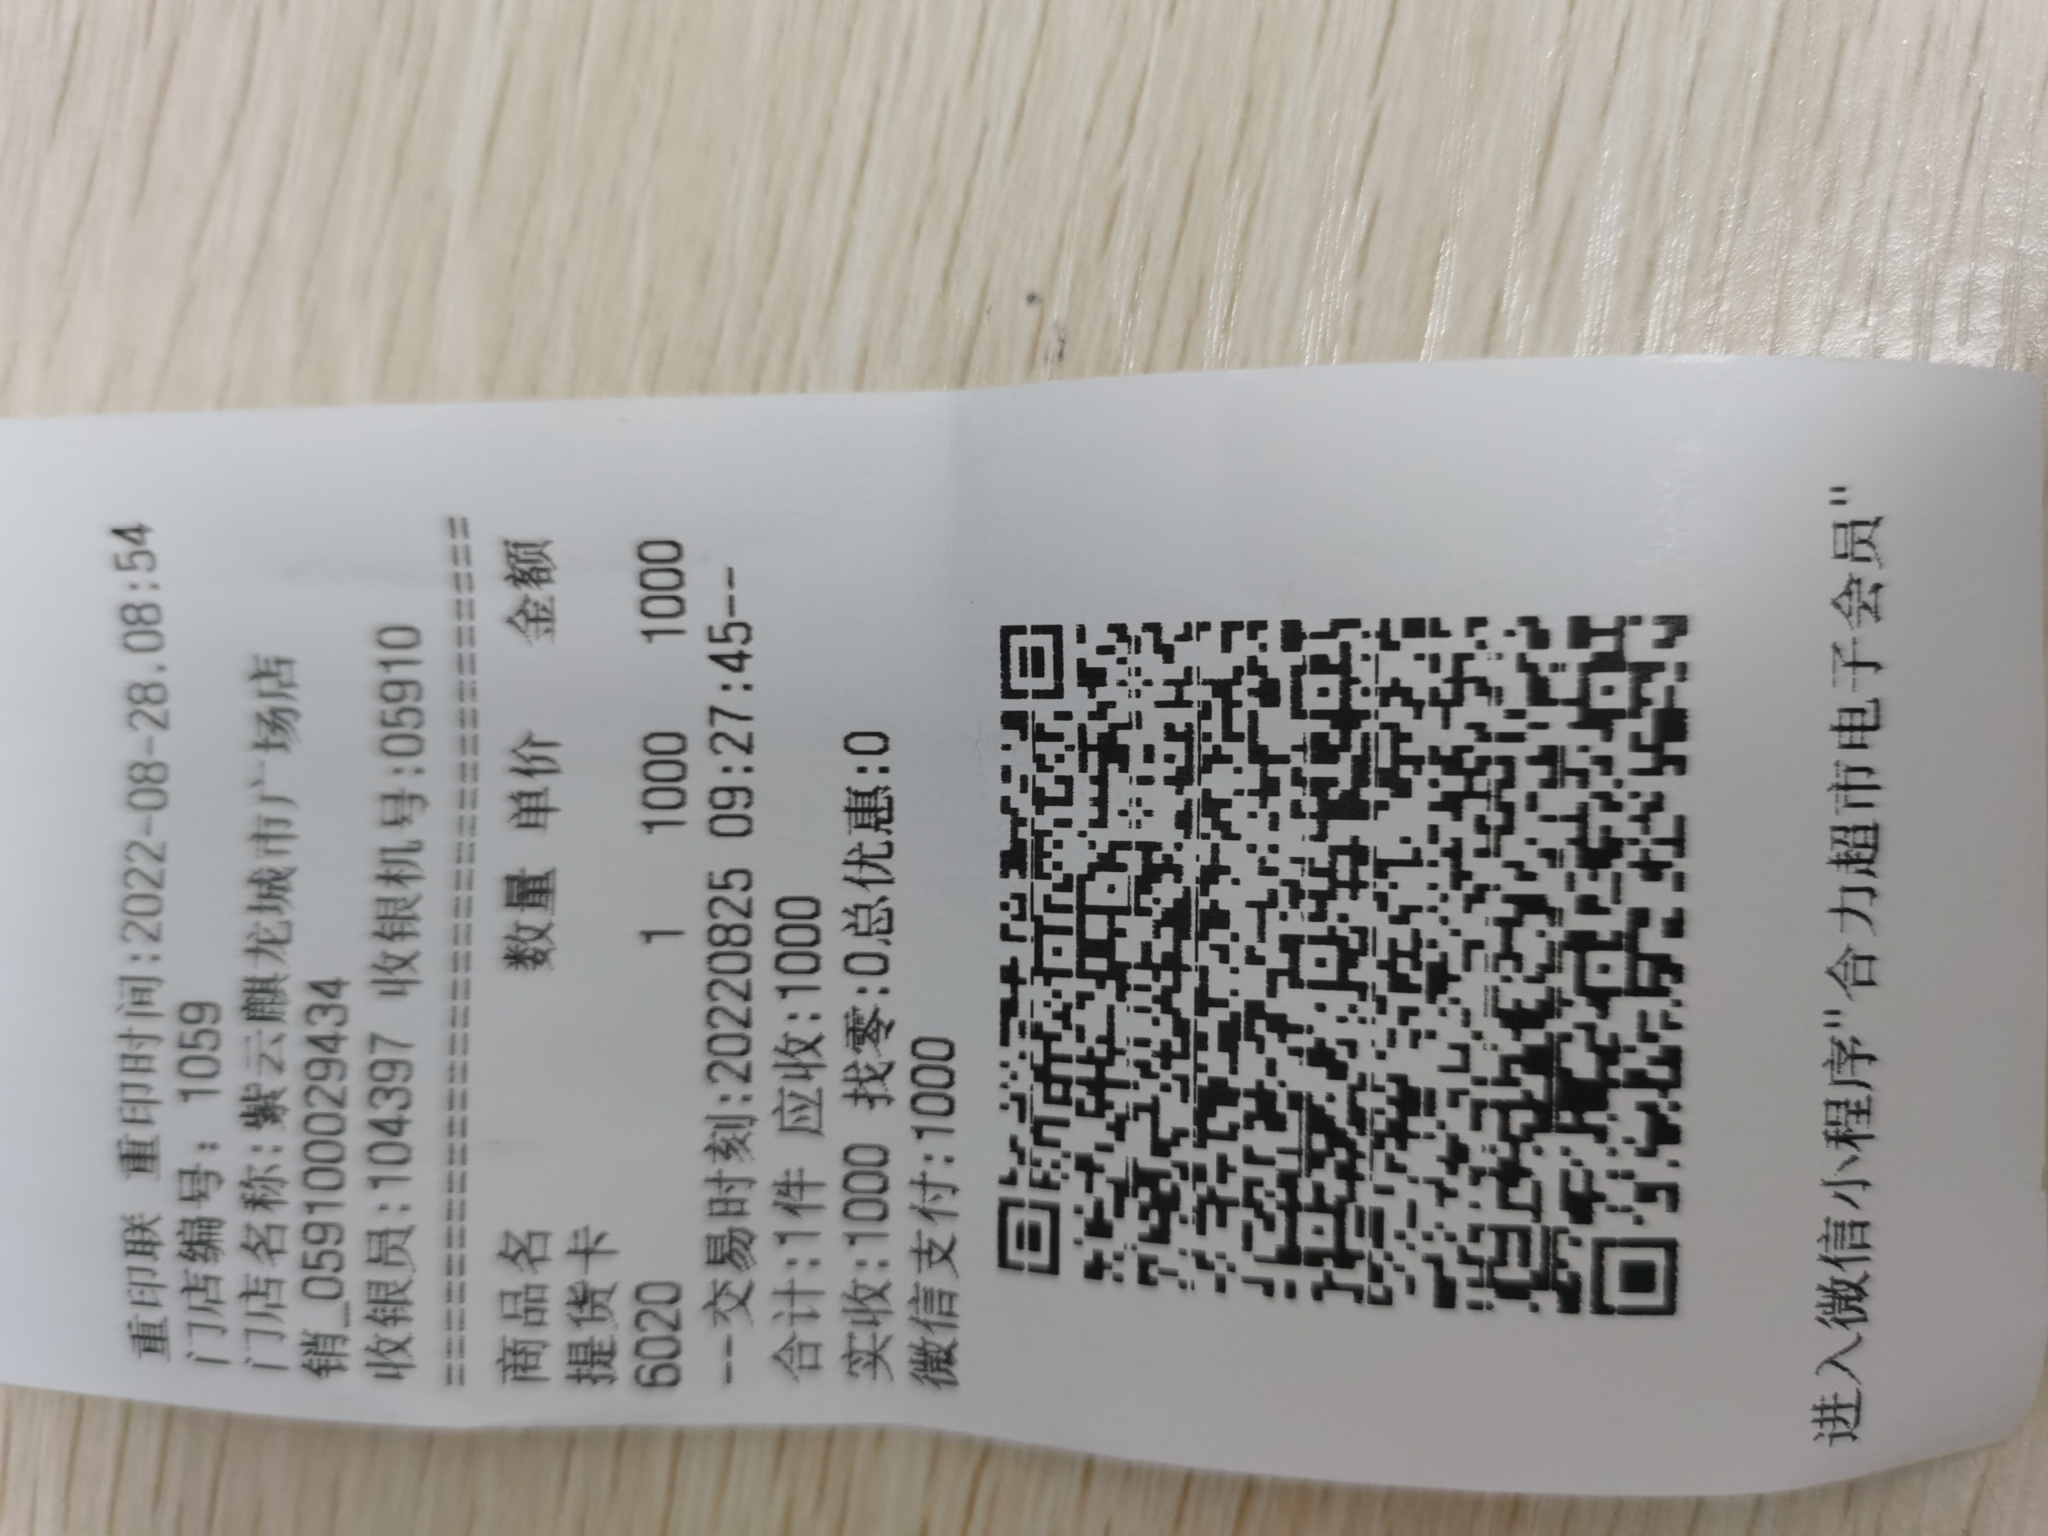 重印联 重印时间:2022-08-28.08:54
门店编号: 1059
门店名称:紫云麒龙城市广场店
销_059100029434
收银员:104397 收银机号:05910
======================================
商品名 数量 单价 金额
提货卡
6020 1 1000 1000
--交易时刻:20220825 09:27:45--
合计:1件 应收:1000
实收:1000 找零:0总优惠:0
微信支付:1000
进入微信小程序"合力超市电子会员"